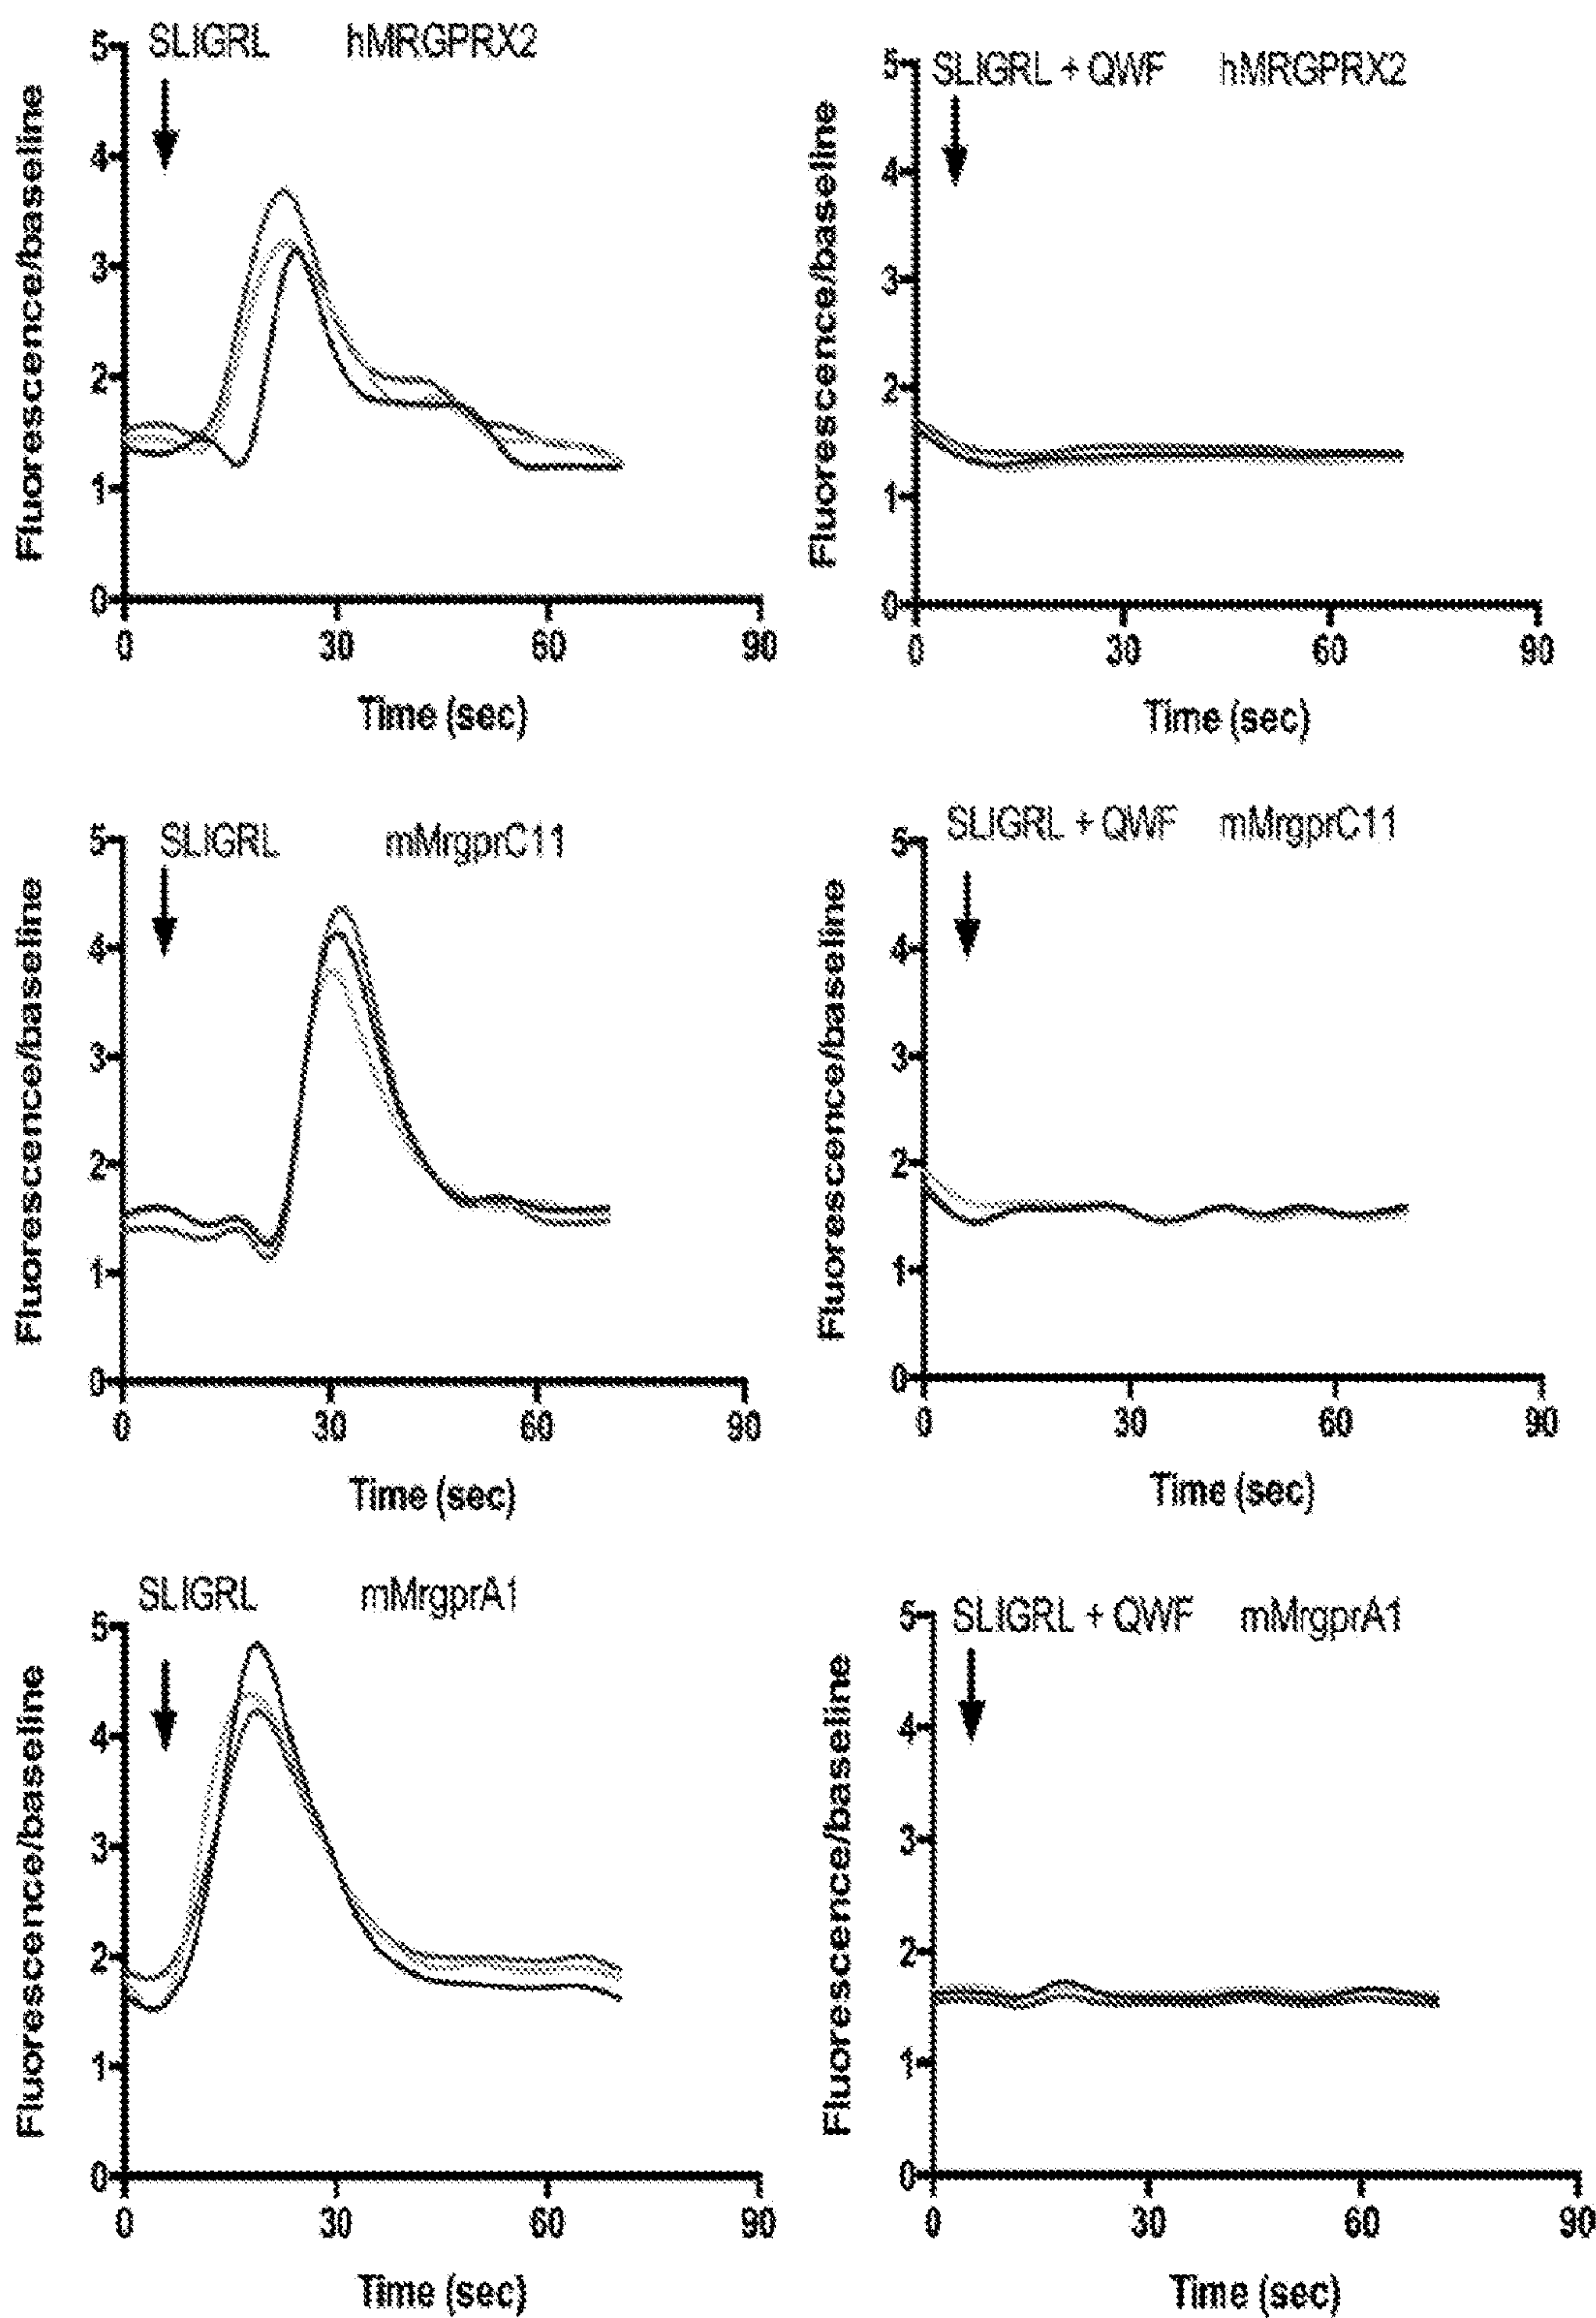 SLIGRL hMRGPRX2
5
4
3
2
1
0
0 30 60 90
Fluorescence/baseline
Time (sec)
SLIGRL + QWF hMRGPRX2
5
4
3
2
1
0
0 30 60 90
Fluorescence/baseline
Time (sec)
SLIGRL mMrgprC11
5
4
3
2
1
0
0 30 60 90
Fluorescence/baseline
Time (sec)
SLIGRL + QWF mMrgprC11
5
4
3
2
1
0
0 30 60 90
Fluorescence/baseline
Time (sec)
SLIGRL mMrgprA1
5
4
3
2
1
0
0 30 60 90
Fluorescence/baseline
Time (sec)
SLIGRL + QWF mMrgprA1
5
4
3
2
1
0
0 30 60 90
Fluorescence/baseline
Time (sec)